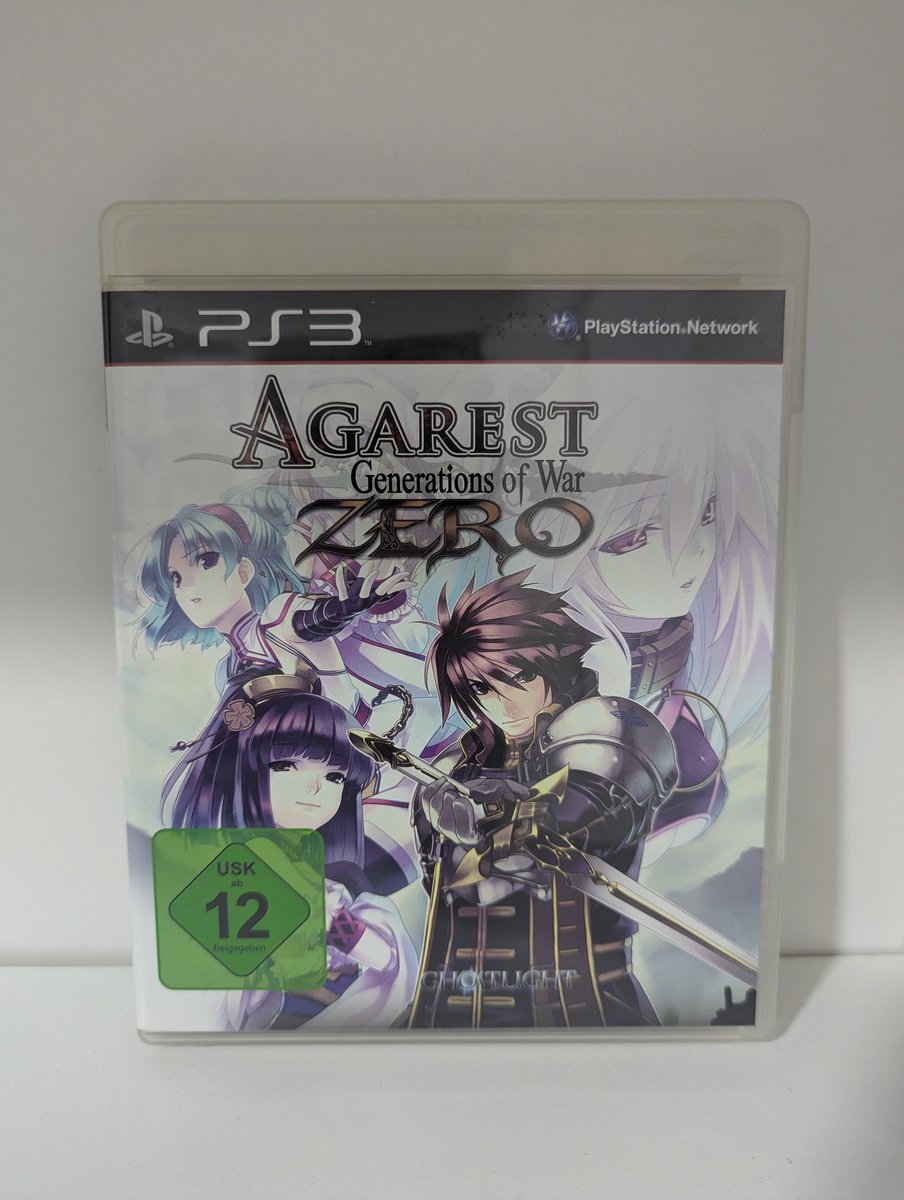 PS3
PlayStation®Network
AGAREST
Generations of War
ZERO
USK
ab
12
freigegeben
GHOSTLIGHT